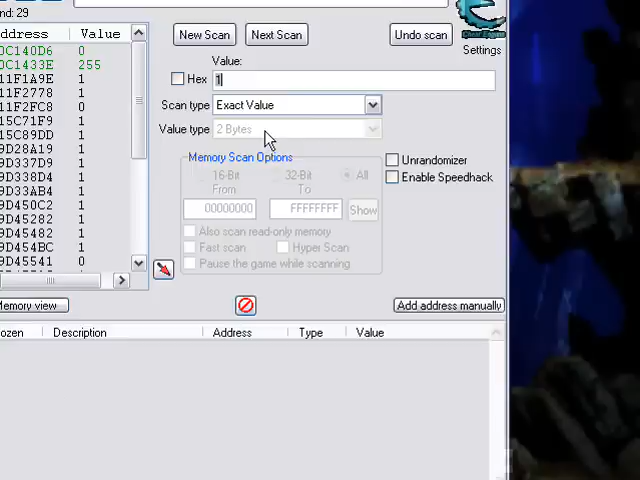 nd: 29
ddress Value
0C140D6 0
0C1433E 255
11F1A9E 1
11F2778 1
11F2FC8 0
15C71F9 1
15C89DD 1
9D28A19 1
9D337D9 1
9D338D4 1
9D33AB4 1
9D450C2 1
9D45282 1
9D45482 1
9D454BC 1
9D45541 0
New Scan Next Scan Undo scan
Cheat Engine
Settings
Value:
Hex 1
Scan type Exact Value
Value type 2 Bytes
Memory Scan Options
16-Bit 32-Bit All
From To
00000000 FFFFFFFF Show
Also scan read-only memory
Fast scan Hyper Scan
Pause the game while scanning
Unrandomizer
Enable Speedhack
Memory view Add address manually
ozen Description Address Type Value